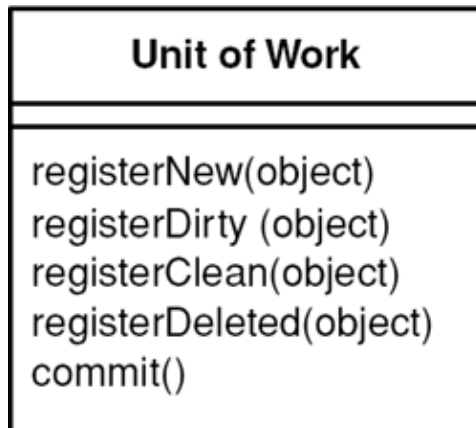 Unit of Work
registerNew(object)
registerDirty (object)
registerClean(object)
registerDeleted(object)
commit()